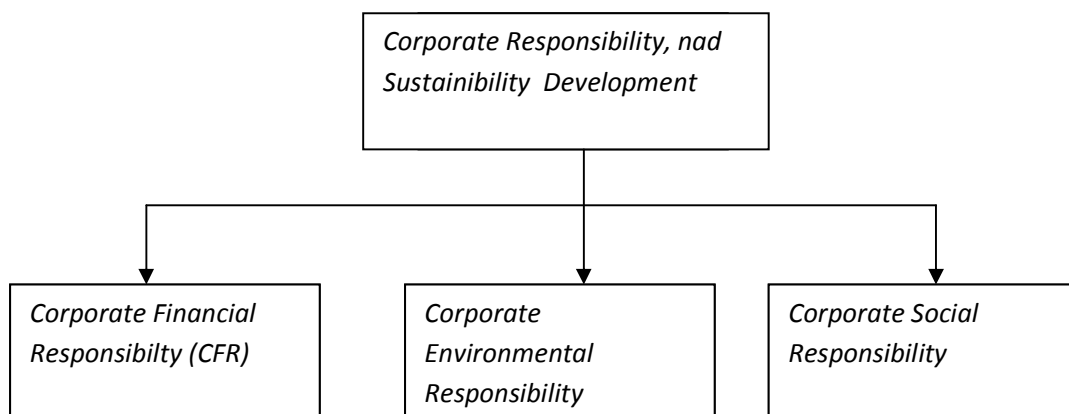 Corporate Responsibility, nad
Sustainibility Development
Corporate Financial
Responsibilty (CFR)
Corporate
Environmental
Responsibility
Corporate Social
Responsibility